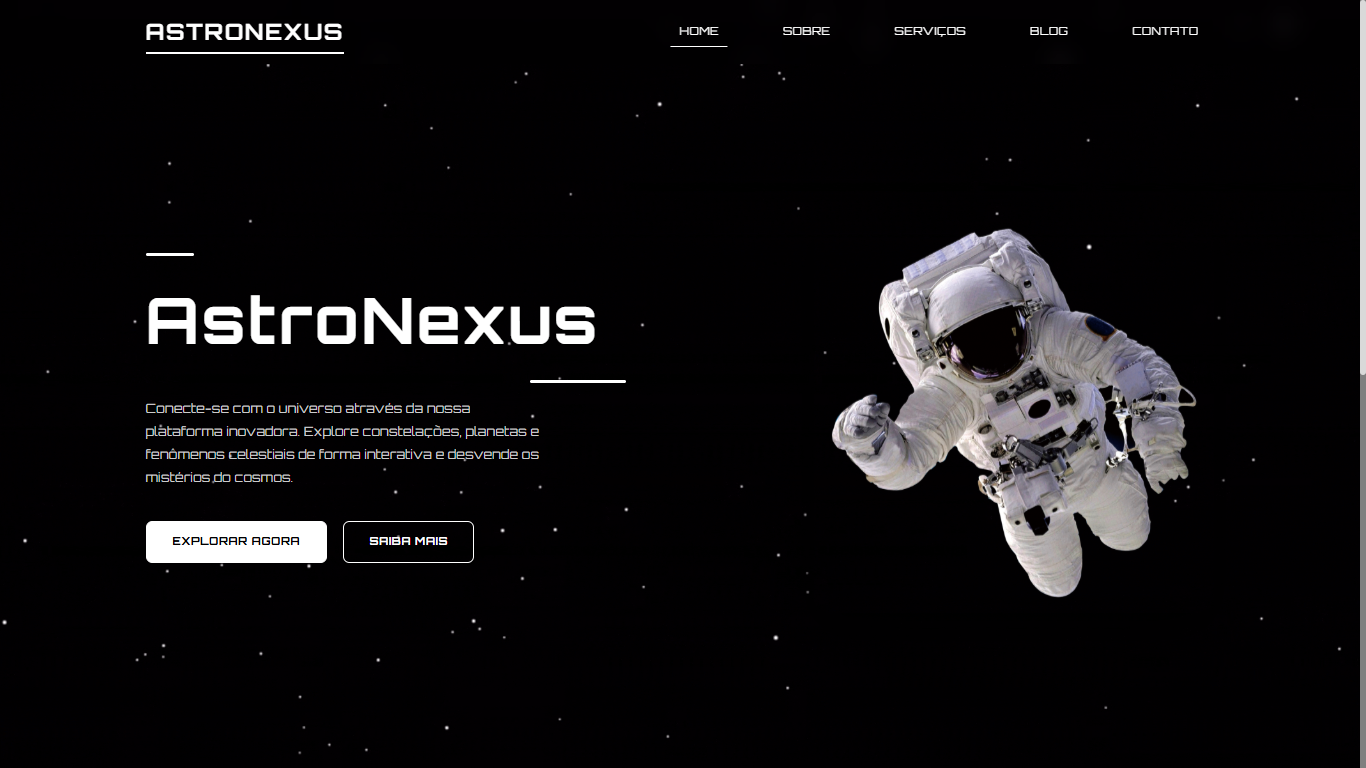 ASTRONEXUS
HOME SOBRE SERVIÇOS BLOG CONTATO
AstroNexus
Conecte-se com o universo através da nossa
plataforma inovadora. Explore constelações, planetas e
fenômenos celestiais de forma interativa e desvende os
mistérios do cosmos.
EXPLORAR AGORA SAIBA MAIS